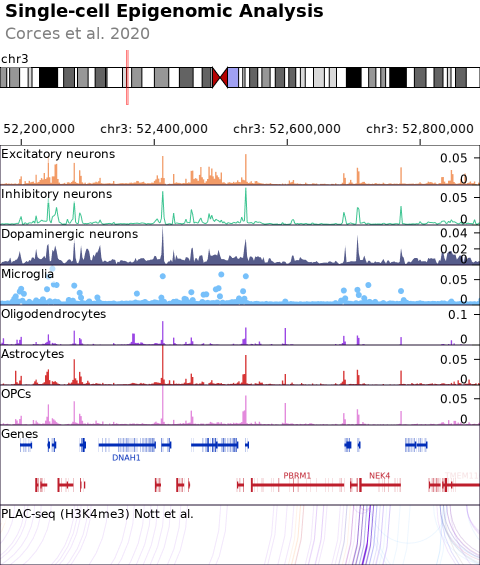 Single-cell Epigenomic Analysis
Corces et al. 2020
chr3
52,200,000 chr3: 52,400,000 chr3: 52,600,000 chr3: 52,800,000
Excitatory neurons 0.05
0
Inhibitory neurons 0.05
0
Dopaminergic neurons 0.04
0.02
0
Microglia 0.05
0
Oligodendrocytes 0.1
0
Astrocytes 0.05
0
OPCs 0.05
0
Genes
DNAH1
PBRM1 NEK4
PLAC-seq (H3K4me3) Nott et al.